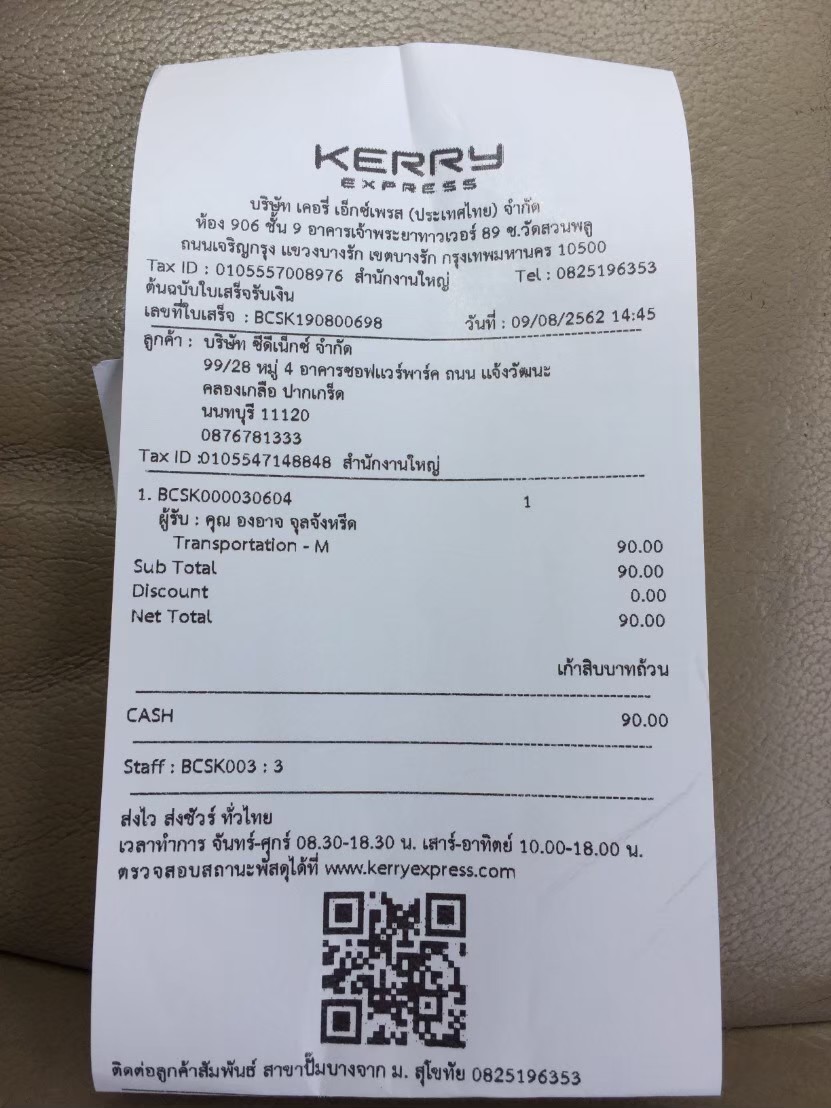 KERRY
EXPRESS
บริษัท เคอรี่ เอ็กซ์เพรส (ประเทศไทย) จำกัด
ห้อง 906 ชั้น 9 อาคารเจ้าพระยาทาวเวอร์ 89 ซ.วัดสวนพลู
ถนนเจริญกรุง แขวงบางรัก เขตบางรัก กรุงเทพมหานคร 10500
Tax ID : 0105557008976 สำนักงานใหญ่ Tel : 0825196353
ต้นฉบับใบเสร็จรับเงิน
เลขที่ใบเสร็จ : BCSK190800698 วันที่ : 09/08/2562 14:45
ลูกค้า : บริษัท ซีดีเน็กซ์ จำกัด
99/28 หมู่ 4 อาคารซอฟแวร์พาร์ค ถนน แจ้งวัฒนะ
คลองเกลือ ปากเกร็ด
นนทบุรี 11120
0876781333
Tax ID :0105547148848 สำนักงานใหญ่
1. BCSK000030604 1
ผู้รับ : คุณ องอาจ จุลจังหรีด
Transportation - M 90.00
Sub Total 90.00
Discount 0.00
Net Total 90.00
เก้าสิบบาทถ้วน
CASH 90.00
Staff : BCSK003 : 3
ส่งไว ส่งชัวร์ ทั่วไทย
เวลาทำการ จันทร์-ศุกร์ 08.30-18.30 น. เสาร์-อาทิตย์ 10.00-18.00 น.
ตรวจสอบสถานะพัสดุได้ที่ www.kerryexpress.com
ติดต่อลูกค้าสัมพันธ์ สาขาปั๊มบางจาก ม. สุโขทัย 0825196353